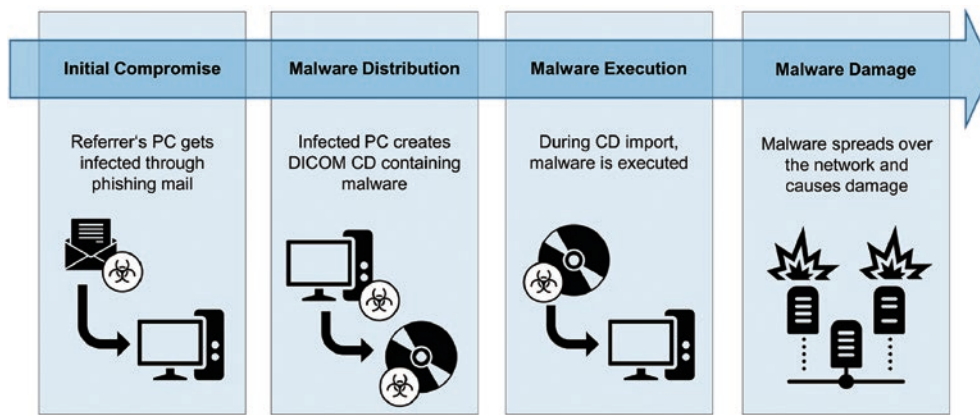 Initial Compromise
Malware Distribution
Malware Execution
Malware Damage
Referrer's PC gets
infected through
phishing mail
Infected PC creates
DICOM CD containing
malware
During CD import,
malware is executed
Malware spreads over
the network and
causes damage